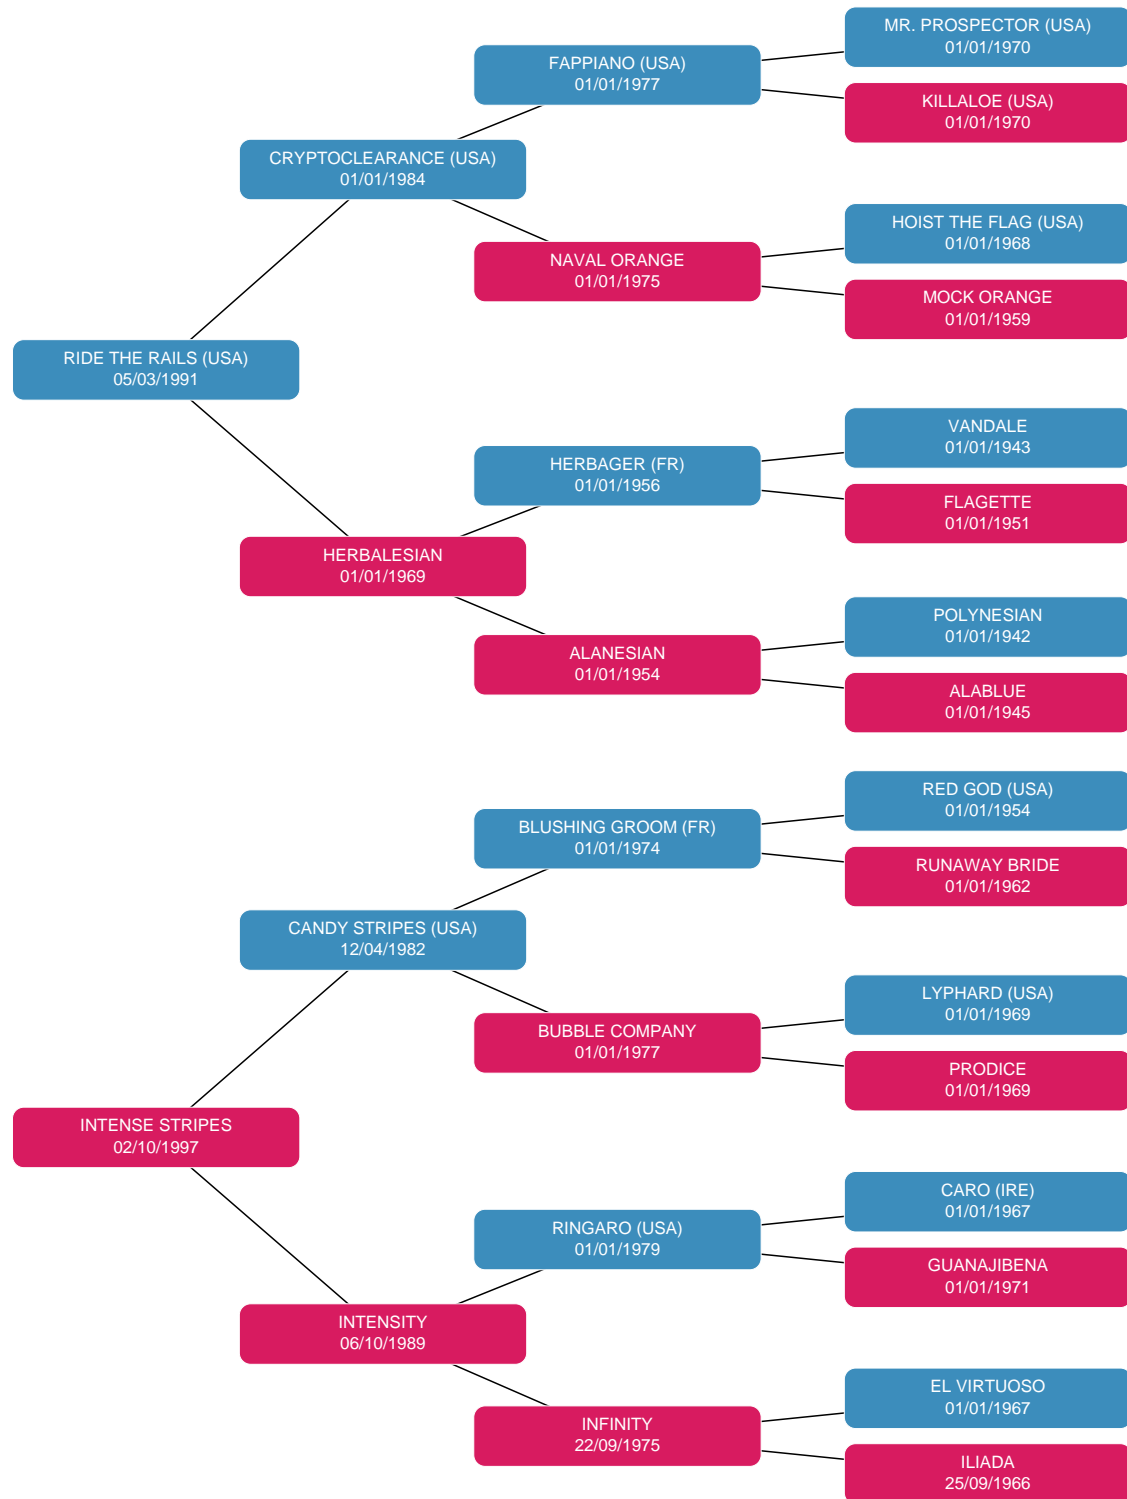 MR. PROSPECTOR (USA)
01/01/1970
FAPPIANO (USA)
01/01/1977
KILLALOE (USA)
01/01/1970
CRYPTOCLEARANCE (USA)
01/01/1984
HOIST THE FLAG (USA)
01/01/1968
NAVAL ORANGE
01/01/1975
MOCK ORANGE
01/01/1959
RIDE THE RAILS (USA)
05/03/1991
VANDALE
01/01/1943
HERBAGER (FR)
01/01/1956
FLAGETTE
01/01/1951
HERBALESIAN
01/01/1969
POLYNESIAN
01/01/1942
ALANESIAN
01/01/1954
ALABLUE
01/01/1945
RED GOD (USA)
01/01/1954
BLUSHING GROOM (FR)
01/01/1974
RUNAWAY BRIDE
01/01/1962
CANDY STRIPES (USA)
12/04/1982
LYPHARD (USA)
01/01/1969
BUBBLE COMPANY
01/01/1977
PRODICE
01/01/1969
INTENSE STRIPES
02/10/1997
CARO (IRE)
01/01/1967
RINGARO (USA)
01/01/1979
GUANAJIBENA
01/01/1971
INTENSITY
06/10/1989
EL VIRTUOSO
01/01/1967
INFINITY
22/09/1975
ILIADA
25/09/1966